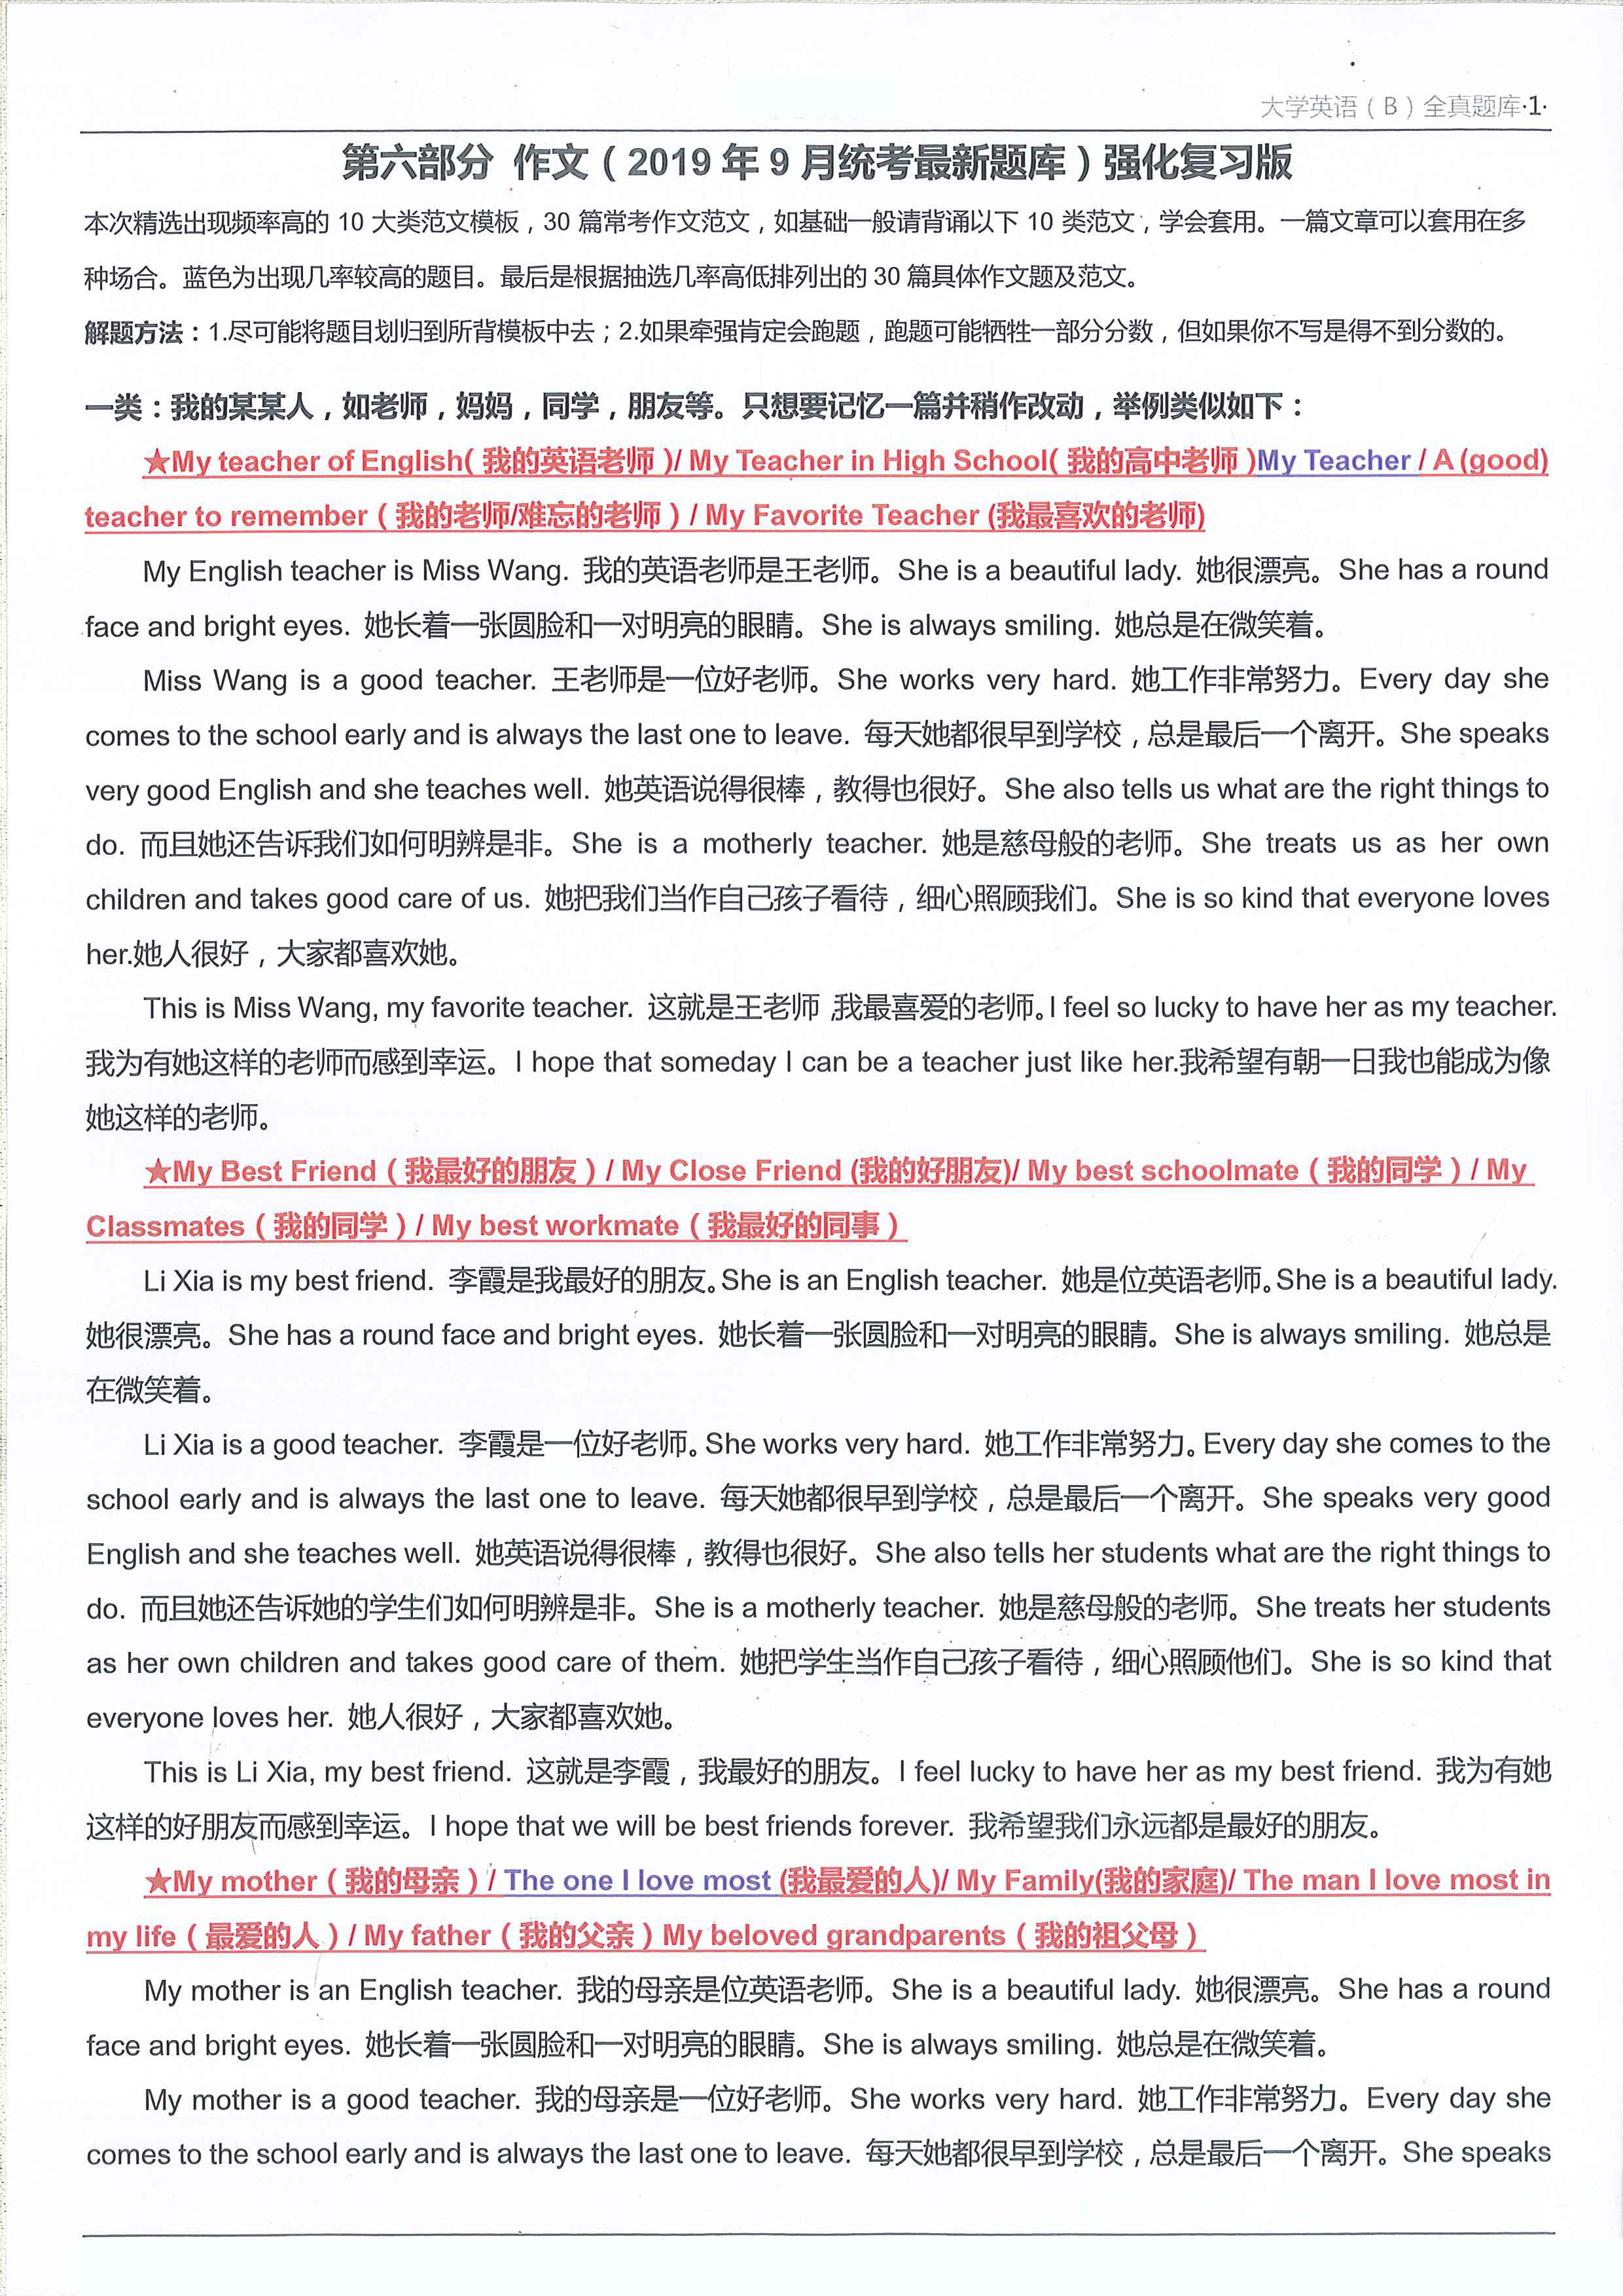 大学英语（B）全真题库·1·
第六部分 作文（2019 年 9 月统考最新题库）强化复习版
本次精选出现频率高的 10 大类范文模板，30 篇常考作文范文，如基础一般请背诵以下 10 类范文，学会套用。一篇文章可以套用在多
种场合。蓝色为出现几率较高的题目。最后是根据抽选几率高低排列出的 30 篇具体作文题及范文。
解题方法：1.尽可能将题目划归到所背模板中去；2.如果牵强肯定会跑题，跑题可能牺牲一部分分数，但如果你不写是得不到分数的。
一类：我的某某人，如老师，妈妈，同学，朋友等。只想要记忆一篇并稍作改动，举例类似如下：
★My teacher of English( 我的英语老师 )/ My Teacher in High School( 我的高中老师 )My Teacher / A (good)
teacher to remember（我的老师/难忘的老师）/ My Favorite Teacher (我最喜欢的老师)
My English teacher is Miss Wang. 我的英语老师是王老师。She is a beautiful lady. 她很漂亮。She has a round
face and bright eyes. 她长着一张圆脸和一对明亮的眼睛。She is always smiling. 她总是在微笑着。
Miss Wang is a good teacher. 王老师是一位好老师。She works very hard. 她工作非常努力。Every day she
comes to the school early and is always the last one to leave. 每天她都很早到学校，总是最后一个离开。She speaks
very good English and she teaches well. 她英语说得很棒，教得也很好。She also tells us what are the right things to
do. 而且她还告诉我们如何明辨是非。She is a motherly teacher. 她是慈母般的老师。She treats us as her own
children and takes good care of us. 她把我们当作自己孩子看待，细心照顾我们。She is so kind that everyone loves
her.她人很好，大家都喜欢她。
This is Miss Wang, my favorite teacher. 这就是王老师，我最喜爱的老师。I feel so lucky to have her as my teacher.
我为有她这样的老师而感到幸运。I hope that someday I can be a teacher just like her.我希望有朝一日我也能成为像
她这样的老师。
★My Best Friend（我最好的朋友）/ My Close Friend (我的好朋友)/ My best schoolmate（我的同学）/ My
Classmates（我的同学）/ My best workmate（我最好的同事）
Li Xia is my best friend. 李霞是我最好的朋友。She is an English teacher. 她是位英语老师。She is a beautiful lady.
她很漂亮。She has a round face and bright eyes. 她长着一张圆脸和一对明亮的眼睛。She is always smiling. 她总是
在微笑着。
Li Xia is a good teacher. 李霞是一位好老师。She works very hard. 她工作非常努力。Every day she comes to the
school early and is always the last one to leave. 每天她都很早到学校，总是最后一个离开。She speaks very good
English and she teaches well. 她英语说得很棒，教得也很好。She also tells her students what are the right things to
do. 而且她还告诉她的学生们如何明辨是非。She is a motherly teacher. 她是慈母般的老师。She treats her students
as her own children and takes good care of them. 她把学生当作自己孩子看待，细心照顾他们。She is so kind that
everyone loves her. 她人很好，大家都喜欢她。
This is Li Xia, my best friend. 这就是李霞，我最好的朋友。I feel lucky to have her as my best friend. 我为有她
这样的好朋友而感到幸运。I hope that we will be best friends forever. 我希望我们永远都是最好的朋友。
★My mother（我的母亲）/ The one I love most (我最爱的人)/ My Family(我的家庭)/ The man I love most in
my life（最爱的人）/ My father（我的父亲）My beloved grandparents（我的祖父母）
My mother is an English teacher. 我的母亲是位英语老师。She is a beautiful lady. 她很漂亮。She has a round
face and bright eyes. 她长着一张圆脸和一对明亮的眼睛。She is always smiling. 她总是在微笑着。
My mother is a good teacher. 我的母亲是一位好老师。She works very hard. 她工作非常努力。Every day she
comes to the school early and is always the last one to leave. 每天她都很早到学校，总是最后一个离开。She speaks